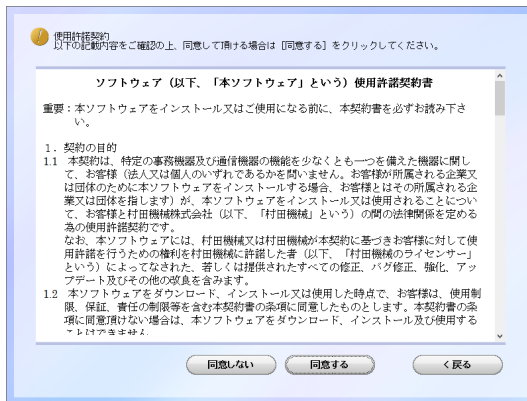 使用許諾契約
以下の記載内容をご確認の上、同意して頂ける場合は［同意する］をクリックしてください。
ソフトウェア（以下、「本ソフトウェア」という）使用許諾契約書
重要：本ソフトウェアをインストール又はご使用になる前に、本契約書を必ずお読み下さ
い。
１．契約の目的
1.1 本契約は、特定の事務機器及び通信機器の機能を少なくとも一つを備えた機器に関し
て、お客様（法人又は個人のいずれであるかを問いません。お客様が所属される企業又
は団体のために本ソフトウェアをインストールする場合、お客様とはその所属される企
業又は団体を指します）が、本ソフトウェアをインストール又は使用されることについ
て、お客様と村田機械株式会社（以下、「村田機械」という）の間の法律関係を定める
為の使用許諾契約です。
なお、本ソフトウェアには、村田機械又は村田機械が本契約に基づきお客様に対して使
用許諾を行うための権利を村田機械に許諾した者（以下、「村田機械のライセンサー」
という）によってなされた、若しくは提供されたすべての修正、バグ修正、強化、アッ
プデート及びその他の改良を含みます。
1.2 本ソフトウェアをダウンロード、インストール又は使用した時点で、お客様は、使用制
限、保証、責任の制限等を含む本契約書の条項に同意したものとします。本契約書の条
項に同意頂けない場合は、本ソフトウェアをダウンロード、インストール及び使用する
ことはできません。
同意しない
同意する
＜戻る